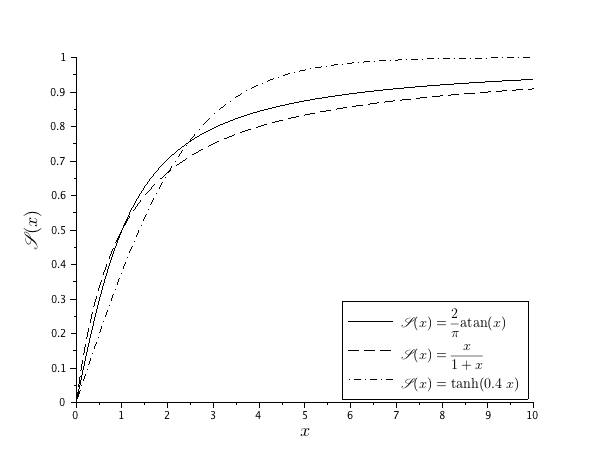 1
0.9
0.8
0.7
0.6
0.5
0.4
0.3
0.2
0.1
0
𝒮(x)
0 1 2 3 4 5 6 7 8 9 10
x
𝒮(x) = 2/π atan(x)
𝒮(x) = x/(1 + x)
𝒮(x) = tanh(0.4 x)